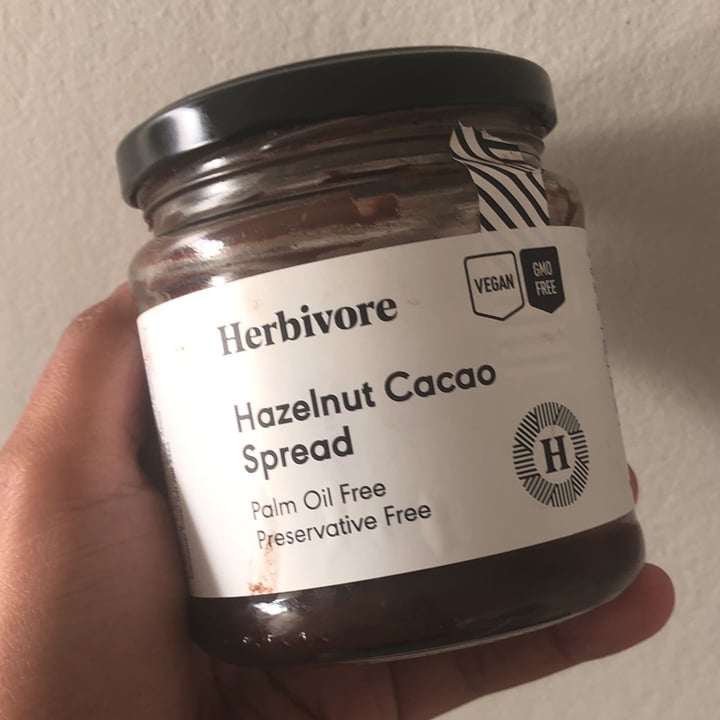 VEGAN
GMO
FREE
Herbivore
Hazelnut Cacao
Spread
H
Palm Oil Free
Preservative Free